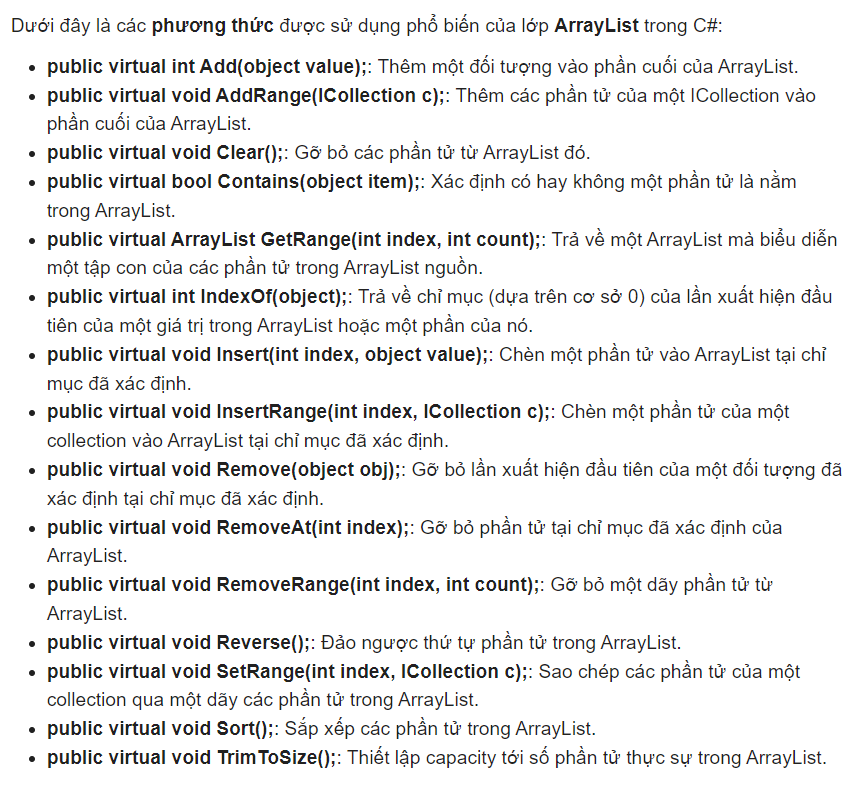 Dưới đây là các phương thức được sử dụng phổ biến của lớp ArrayList trong C#:
• public virtual int Add(object value);: Thêm một đối tượng vào phần cuối của ArrayList.
• public virtual void AddRange(ICollection c);: Thêm các phần tử của một ICollection vào
phần cuối của ArrayList.
• public virtual void Clear();: Gỡ bỏ các phần tử từ ArrayList đó.
• public virtual bool Contains(object item);: Xác định có hay không một phần tử là nằm
trong ArrayList.
• public virtual ArrayList GetRange(int index, int count);: Trả về một ArrayList mà biểu diễn
một tập con của các phần tử trong ArrayList nguồn.
• public virtual int IndexOf(object);: Trả về chỉ mục (dựa trên cơ sở 0) của lần xuất hiện đầu
tiên của một giá trị trong ArrayList hoặc một phần của nó.
• public virtual void Insert(int index, object value);: Chèn một phần tử vào ArrayList tại chỉ
mục đã xác định.
• public virtual void InsertRange(int index, ICollection c);: Chèn một phần tử của một
collection vào ArrayList tại chỉ mục đã xác định.
• public virtual void Remove(object obj);: Gỡ bỏ lần xuất hiện đầu tiên của một đối tượng đã
xác định tại chỉ mục đã xác định.
• public virtual void RemoveAt(int index);: Gỡ bỏ phần tử tại chỉ mục đã xác định của
ArrayList.
• public virtual void RemoveRange(int index, int count);: Gỡ bỏ một dãy phần tử từ
ArrayList.
• public virtual void Reverse();: Đảo ngược thứ tự phần tử trong ArrayList.
• public virtual void SetRange(int index, ICollection c);: Sao chép các phần tử của một
collection qua một dãy các phần tử trong ArrayList.
• public virtual void Sort();: Sắp xếp các phần tử trong ArrayList.
• public virtual void TrimToSize();: Thiết lập capacity tới số phần tử thực sự trong ArrayList.